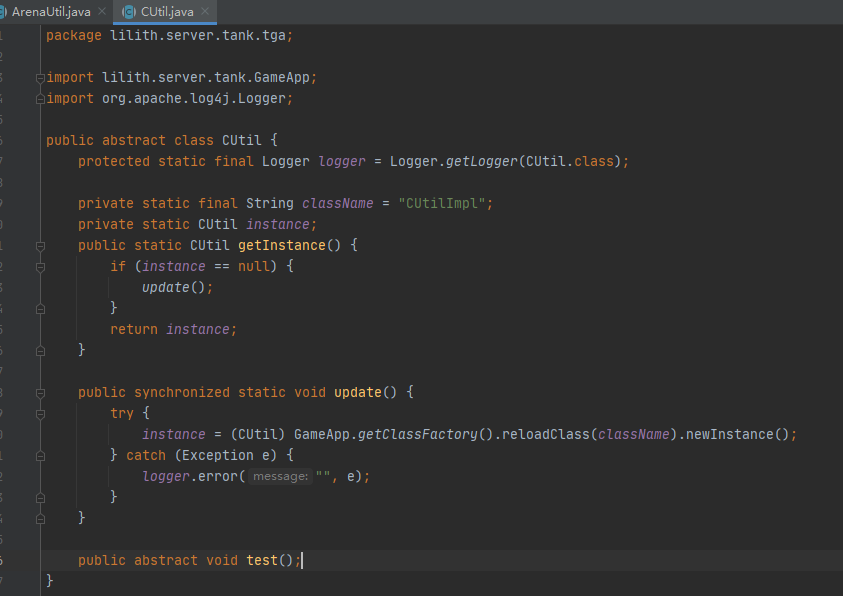 ArenaUtil.java
CUtil.java
package lilith.server.tank.tga;
import lilith.server.tank.GameApp;
import org.apache.log4j.Logger;
public abstract class CUtil {
protected static final Logger logger = Logger.getLogger(CUtil.class);
private static final String className = "CUtilImpl";
private static CUtil instance;
public static CUtil getInstance() {
if (instance == null) {
update();
}
return instance;
}
public synchronized static void update() {
try {
instance = (CUtil) GameApp.getClassFactory().reloadClass(className).newInstance();
} catch (Exception e) {
logger.error( message: "", e);
}
}
public abstract void test();
}